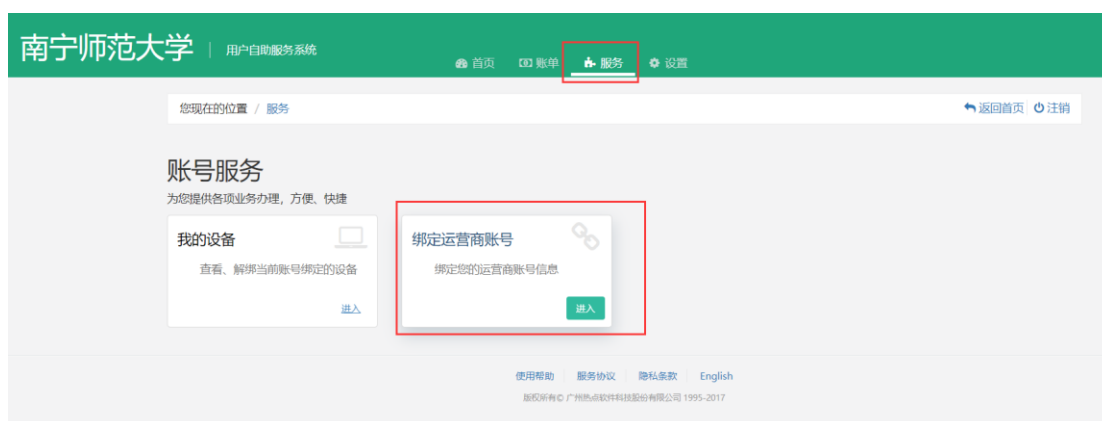 南宁师范大学 | 用户自助服务系统
首页 账单 服务 设置
您现在的位置 / 服务 返回首页 注销
账号服务
为您提供各项业务办理，方便、快捷
我的设备
查看、解绑当前账号绑定的设备
进入
绑定运营商账号
绑定您的运营商账号信息
进入
使用帮助 服务协议 隐私条款 English
版权所有© 广州热点软件科技股份有限公司 1995-2017